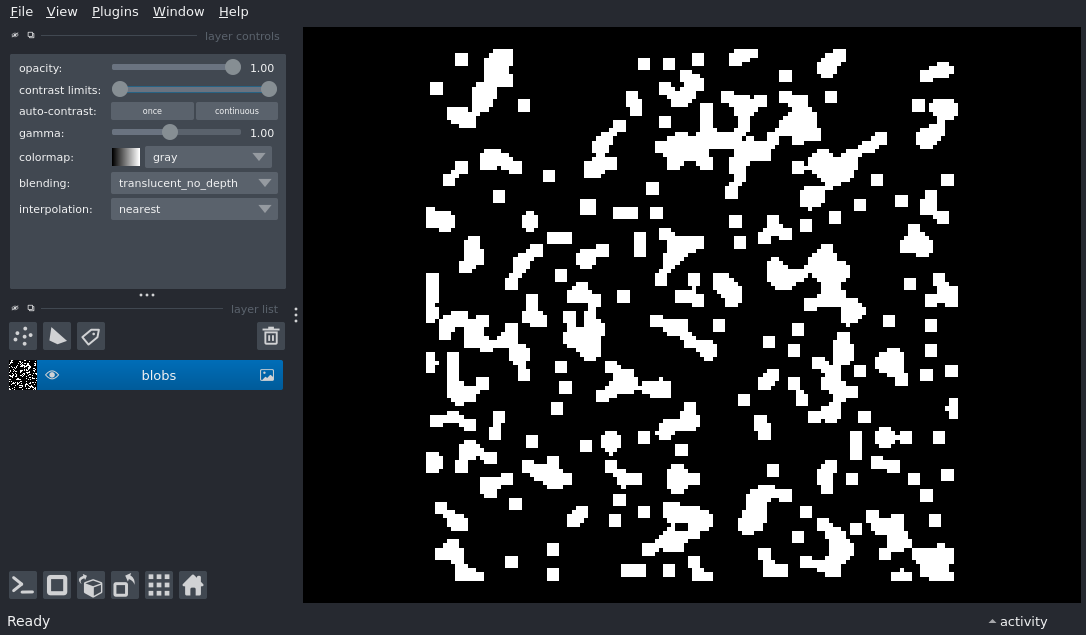 File View Plugins Window Help
layer controls
opacity: 1.00
contrast limits:
auto-contrast: once continuous
gamma: 1.00
colormap: gray
blending: translucent_no_depth
interpolation: nearest
layer list
blobs
Ready activity